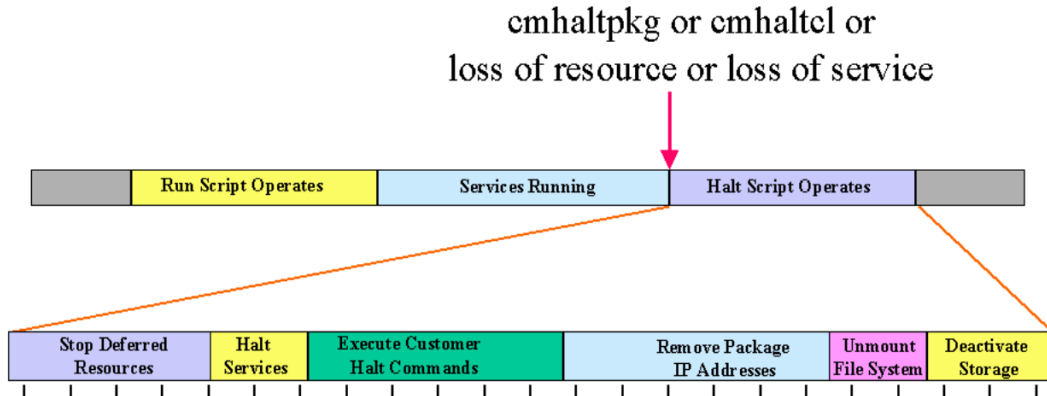 cmhaltpkg or cmhaltcl or
loss of resource or loss of service
Run Script Operates
Services Running
Halt Script Operates
Stop Deferred
Resources
Halt
Services
Execute Customer
Halt Commands
Remove Package
IP Addresses
Unmount
File System
Deactivate
Storage